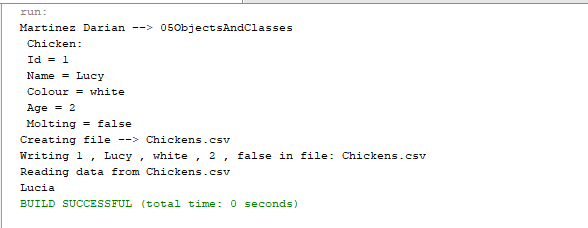 run:
Martinez Darian --> 05ObjectsAndClasses
Chicken:
Id = 1
Name = Lucy
Colour = white
Age = 2
Molting = false
Creating file --> Chickens.csv
Writing 1 , Lucy , white , 2 , false in file: Chickens.csv
Reading data from Chickens.csv
Lucia
BUILD SUCCESSFUL (total time: 0 seconds)